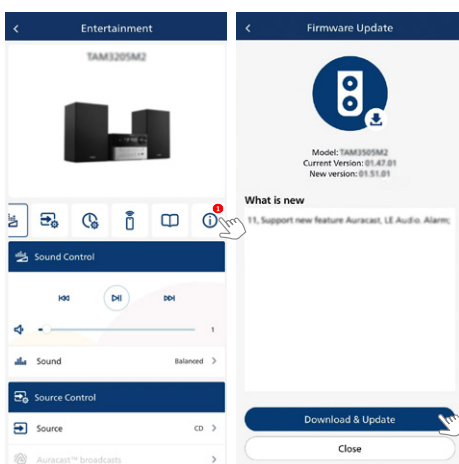 Entertainment
TAM3205M2
1
Sound Control
1
Sound
Balanced
Source Control
Source
CD
Auracast™ broadcasts
Firmware Update
Model: TAM3505M2
Current Version: 01.47.01
New version: 01.51.01
What is new
11, Support new feature Auracast, LE Audio. Alarm;
Download & Update
Close